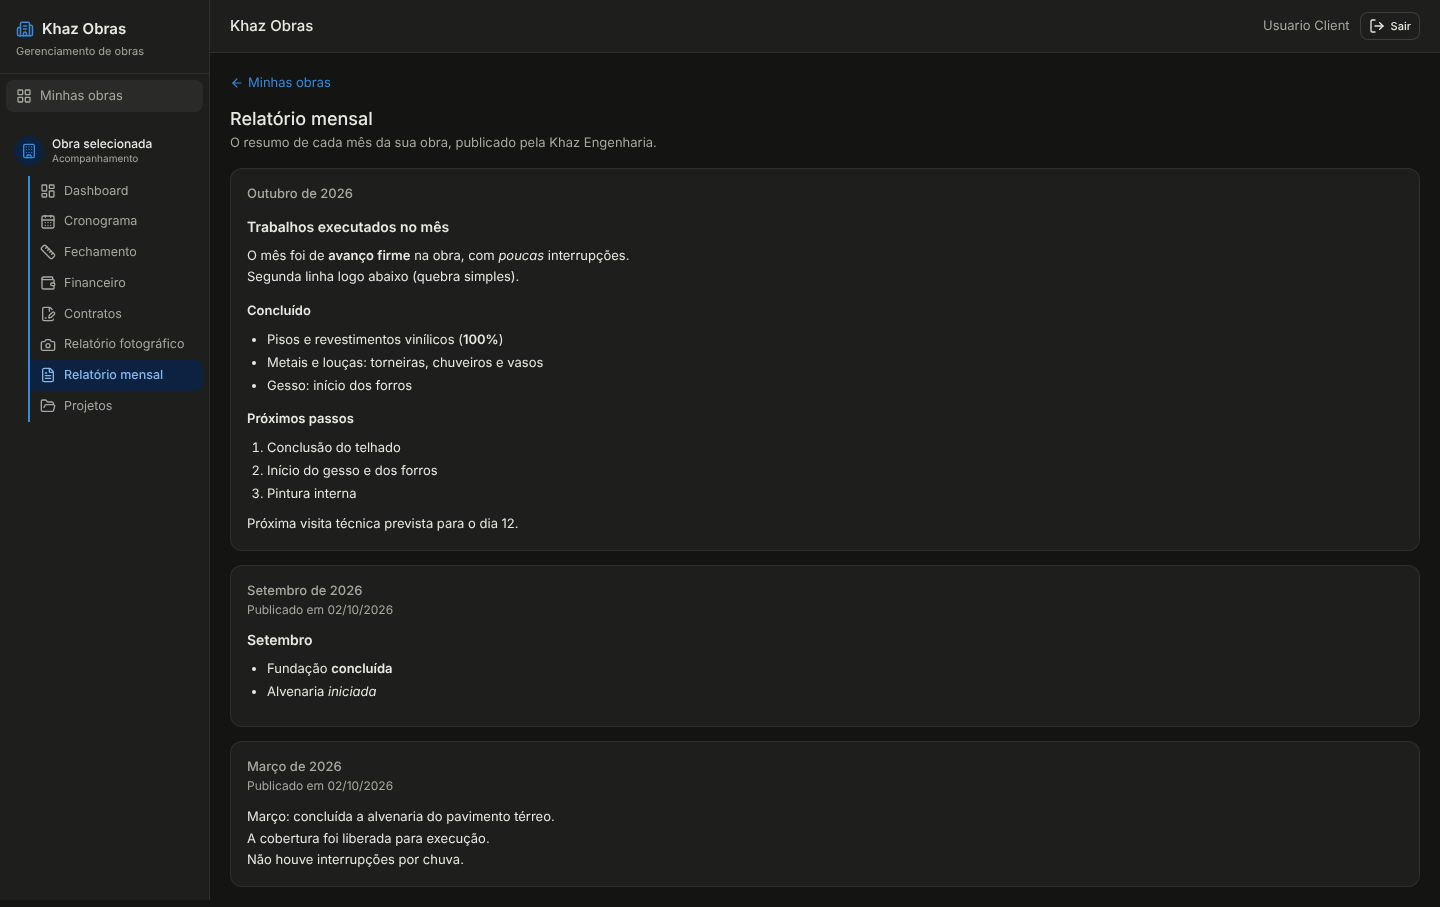 Khaz Obras
Gerenciamento de obras
Minhas obras
Obra selecionada
Acompanhamento
Dashboard
Cronograma
Fechamento
Financeiro
Contratos
Relatório fotográfico
Relatório mensal
Projetos
Khaz Obras
Usuario Client
Sair
← Minhas obras
Relatório mensal
O resumo de cada mês da sua obra, publicado pela Khaz Engenharia.
Outubro de 2026
Trabalhos executados no mês
O mês foi de avanço firme na obra, com poucas interrupções.
Segunda linha logo abaixo (quebra simples).
Concluído
• Pisos e revestimentos vinílicos (100%)
• Metais e louças: torneiras, chuveiros e vasos
• Gesso: início dos forros
Próximos passos
1. Conclusão do telhado
2. Início do gesso e dos forros
3. Pintura interna
Próxima visita técnica prevista para o dia 12.
Setembro de 2026
Publicado em 02/10/2026
Setembro
• Fundação concluída
• Alvenaria iniciada
Março de 2026
Publicado em 02/10/2026
Março: concluída a alvenaria do pavimento térreo.
A cobertura foi liberada para execução.
Não houve interrupções por chuva.